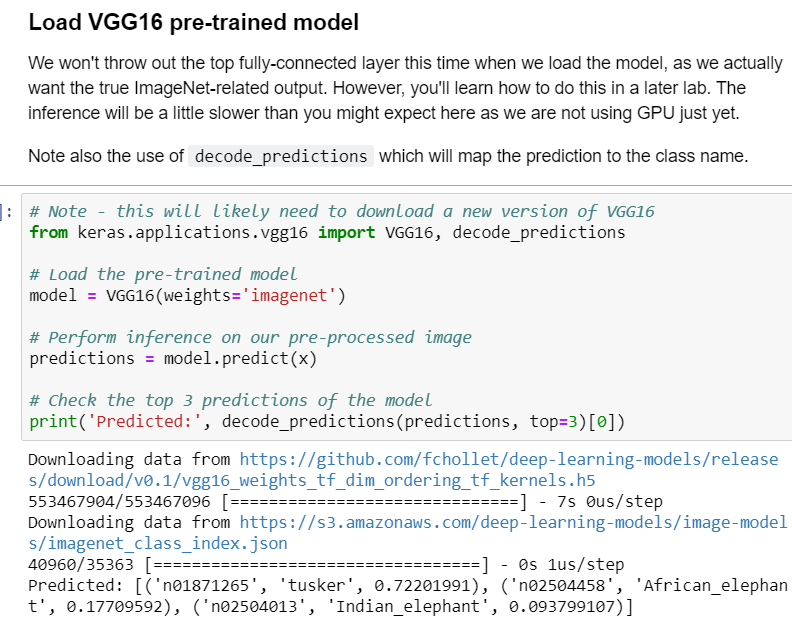 Load VGG16 pre-trained model
We won't throw out the top fully-connected layer this time when we load the model, as we actually
want the true ImageNet-related output. However, you'll learn how to do this in a later lab. The
inference will be a little slower than you might expect here as we are not using GPU just yet.
Note also the use of decode_predictions which will map the prediction to the class name.
]: # Note - this will likely need to download a new version of VGG16
from keras.applications.vgg16 import VGG16, decode_predictions
# Load the pre-trained model
model = VGG16(weights='imagenet')
# Perform inference on our pre-processed image
predictions = model.predict(x)
# Check the top 3 predictions of the model
print('Predicted:', decode_predictions(predictions, top=3)[0])
Downloading data from https://github.com/fchollet/deep-learning-models/release
s/download/v0.1/vgg16_weights_tf_dim_ordering_tf_kernels.h5
553467904/553467096 [==============================] - 7s 0us/step
Downloading data from https://s3.amazonaws.com/deep-learning-models/image-model
s/imagenet_class_index.json
40960/35363 [==================================] - 0s 1us/step
Predicted: [('n01871265', 'tusker', 0.72201991), ('n02504458', 'African_elephan
t', 0.17709592), ('n02504013', 'Indian_elephant', 0.093799107)]